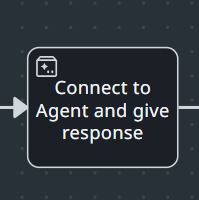 Connect to
Agent and give
response